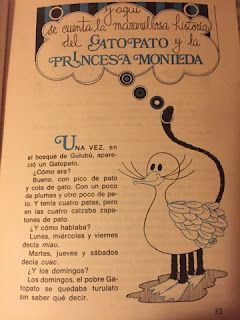 y aquí
se cuenta la maravillosa historia
del GATOPATO y la
PRINCESA MONILDA
UNA VEZ, en
el bosque de Gulubú, apare-
ció un Gatopato.
¿Cómo era?
Bueno, con pico de pato
y cola de gato. Con un poco
de plumas y otro poco de pe-
lo. Y tenía cuatro patas, pero
en las cuatro calzaba zapa-
tones de pato.
¿Y cómo hablaba?
Lunes, miércoles y viernes
decía miau.
Martes, jueves y sábados
decía cuac.
¿Y los domingos?
Los domingos, el pobre Ga-
topato se quedaba turulato
sin saber qué decir.
35